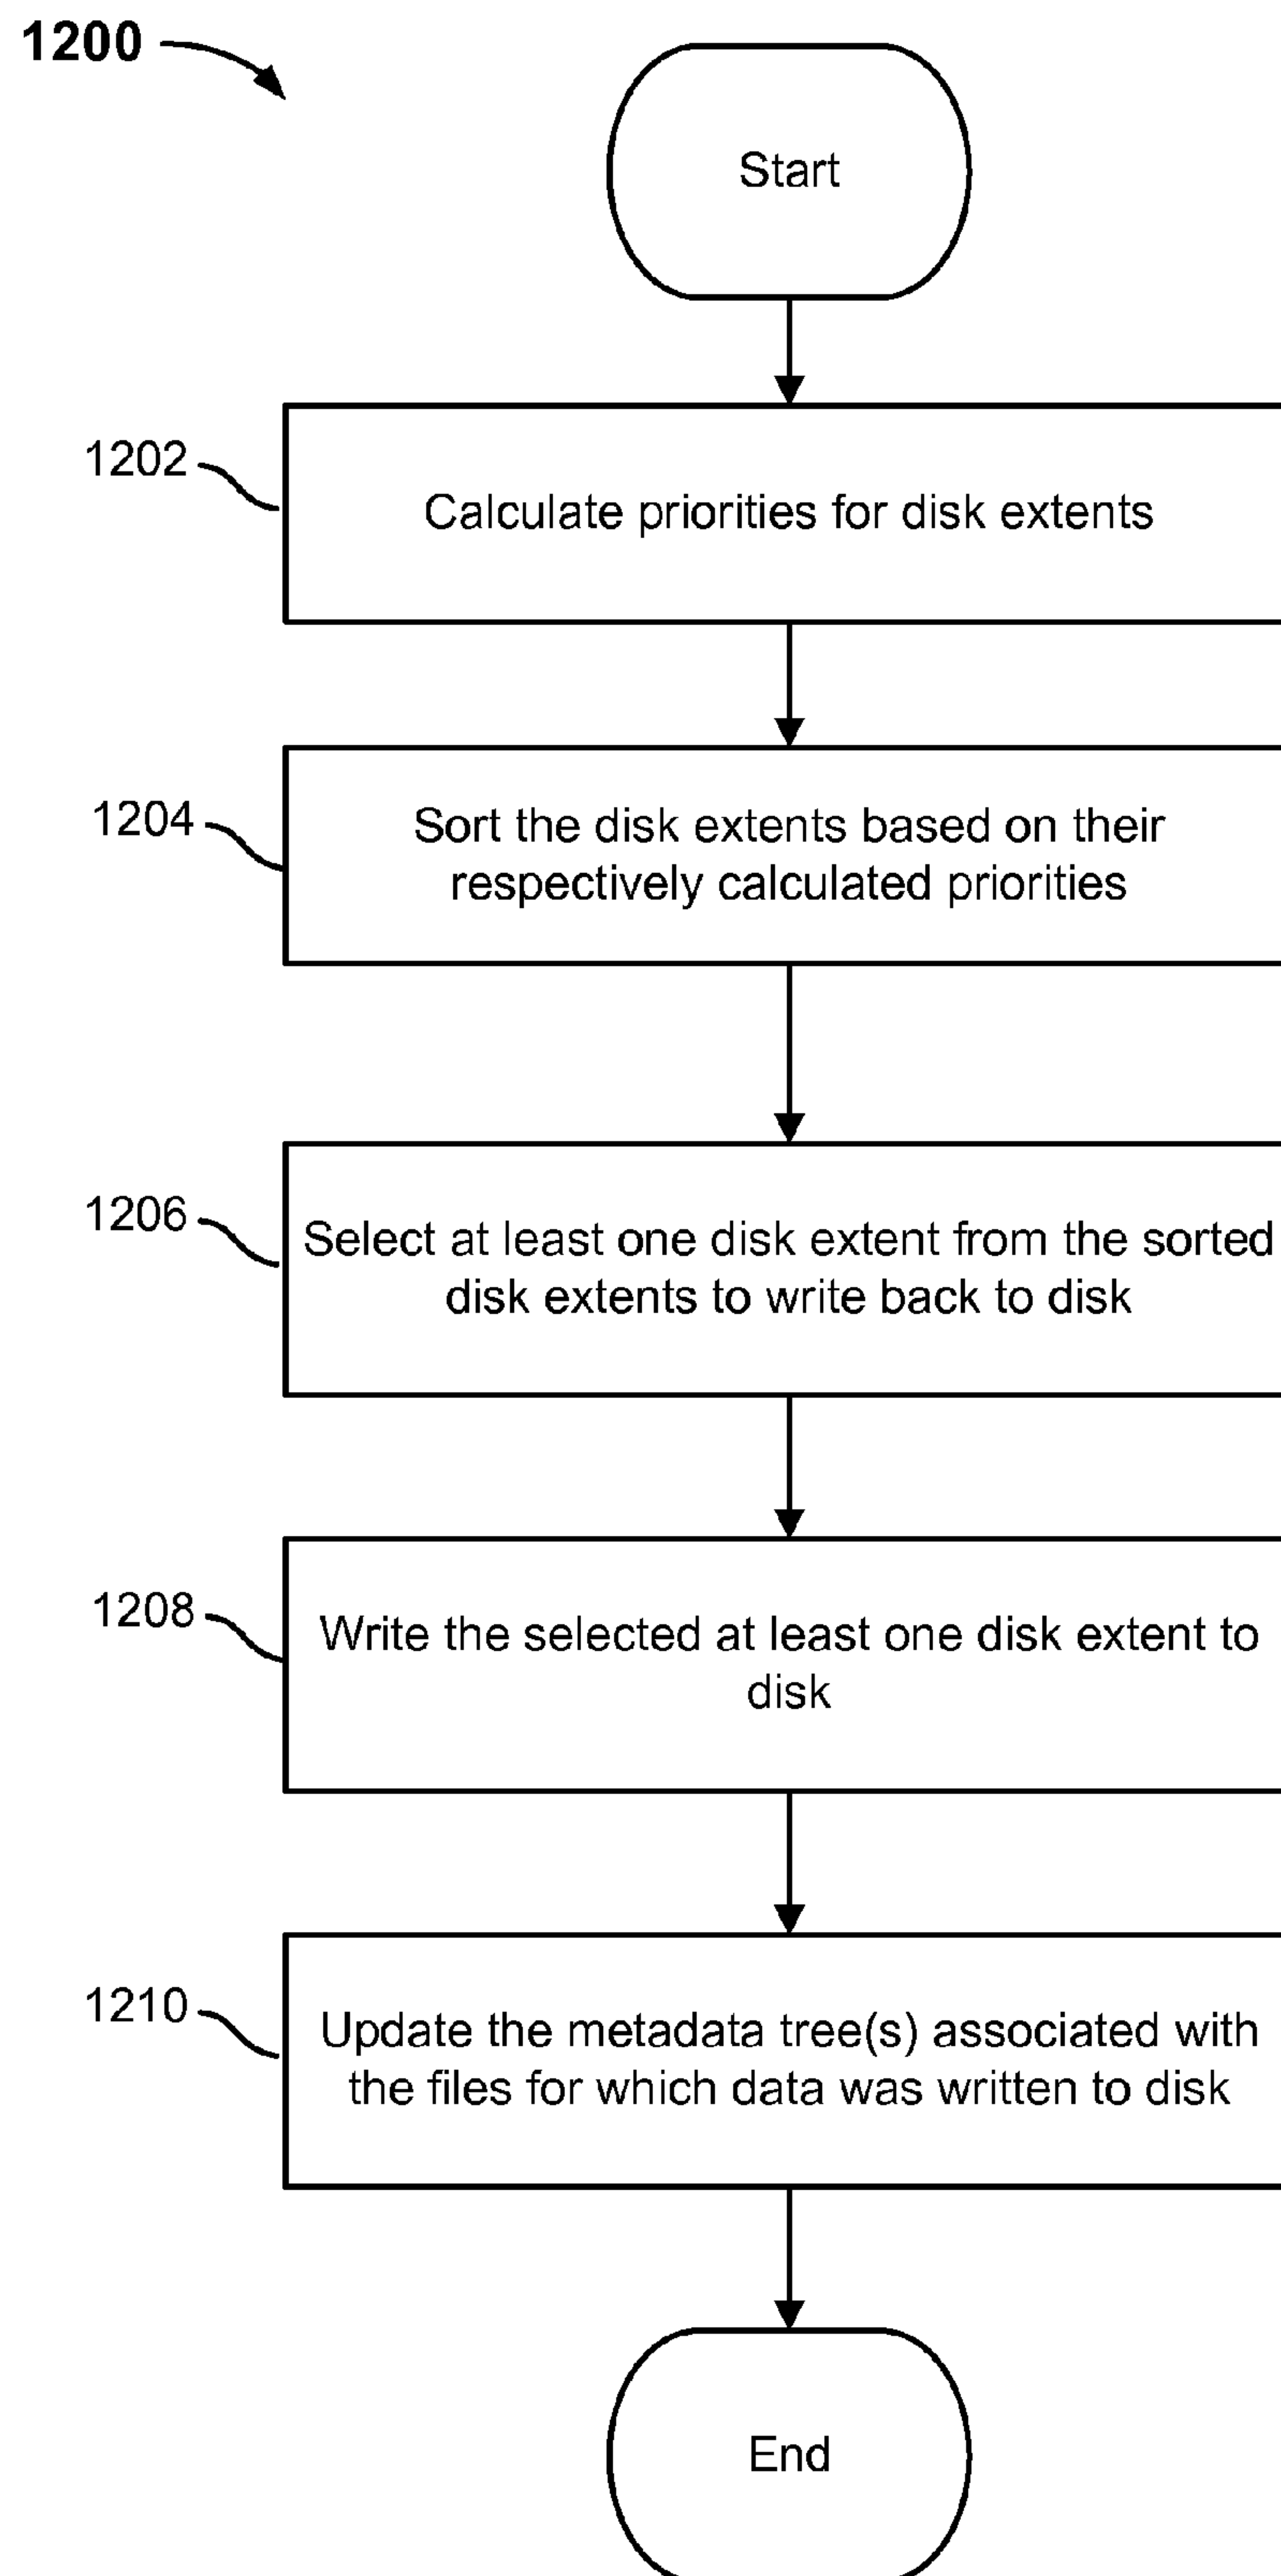 1200
Start
1202
Calculate priorities for disk extents
1204
Sort the disk extents based on their
respectively calculated priorities
1206
Select at least one disk extent from the sorted
disk extents to write back to disk
1208
Write the selected at least one disk extent to
disk
1210
Update the metadata tree(s) associated with
the files for which data was written to disk
End